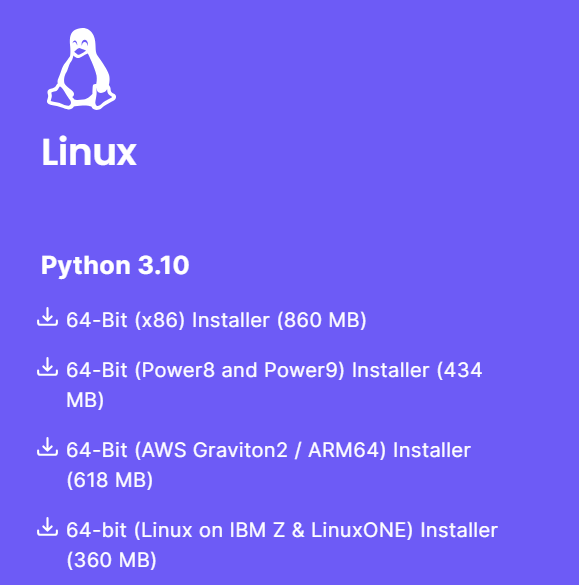 Linux
Python 3.10
64-Bit (x86) Installer (860 MB)
64-Bit (Power8 and Power9) Installer (434
MB)
64-Bit (AWS Graviton2 / ARM64) Installer
(618 MB)
64-bit (Linux on IBM Z & LinuxONE) Installer
(360 MB)